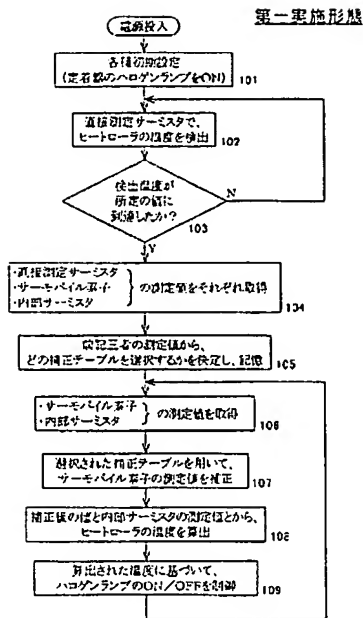 第一実施形態
電源投入
各種初期設定
(定着器のハロゲンランプをON)
101
直接測定サーミスタで、
ヒートローラの温度を検出
102
検出温度が
所定の値に
到達したか?
N
103
Y
・直接測定サーミスタ
・サーモパイル素子
・内部サーミスタ
の測定値をそれぞれ取得
104
前記三者の測定値から、
どの補正テーブルを選択するかを決定し、記憶
105
・サーモパイル素子
・内部サーミスタ
の測定値を取得
106
選択された補正テーブルを用いて、
サーモパイル素子の測定値を補正
107
補正後の値と内部サーミスタの測定値とから、
ヒートローラの温度を算出
108
算出された温度に基づいて、
ハロゲンランプのON/OFFを制御
109